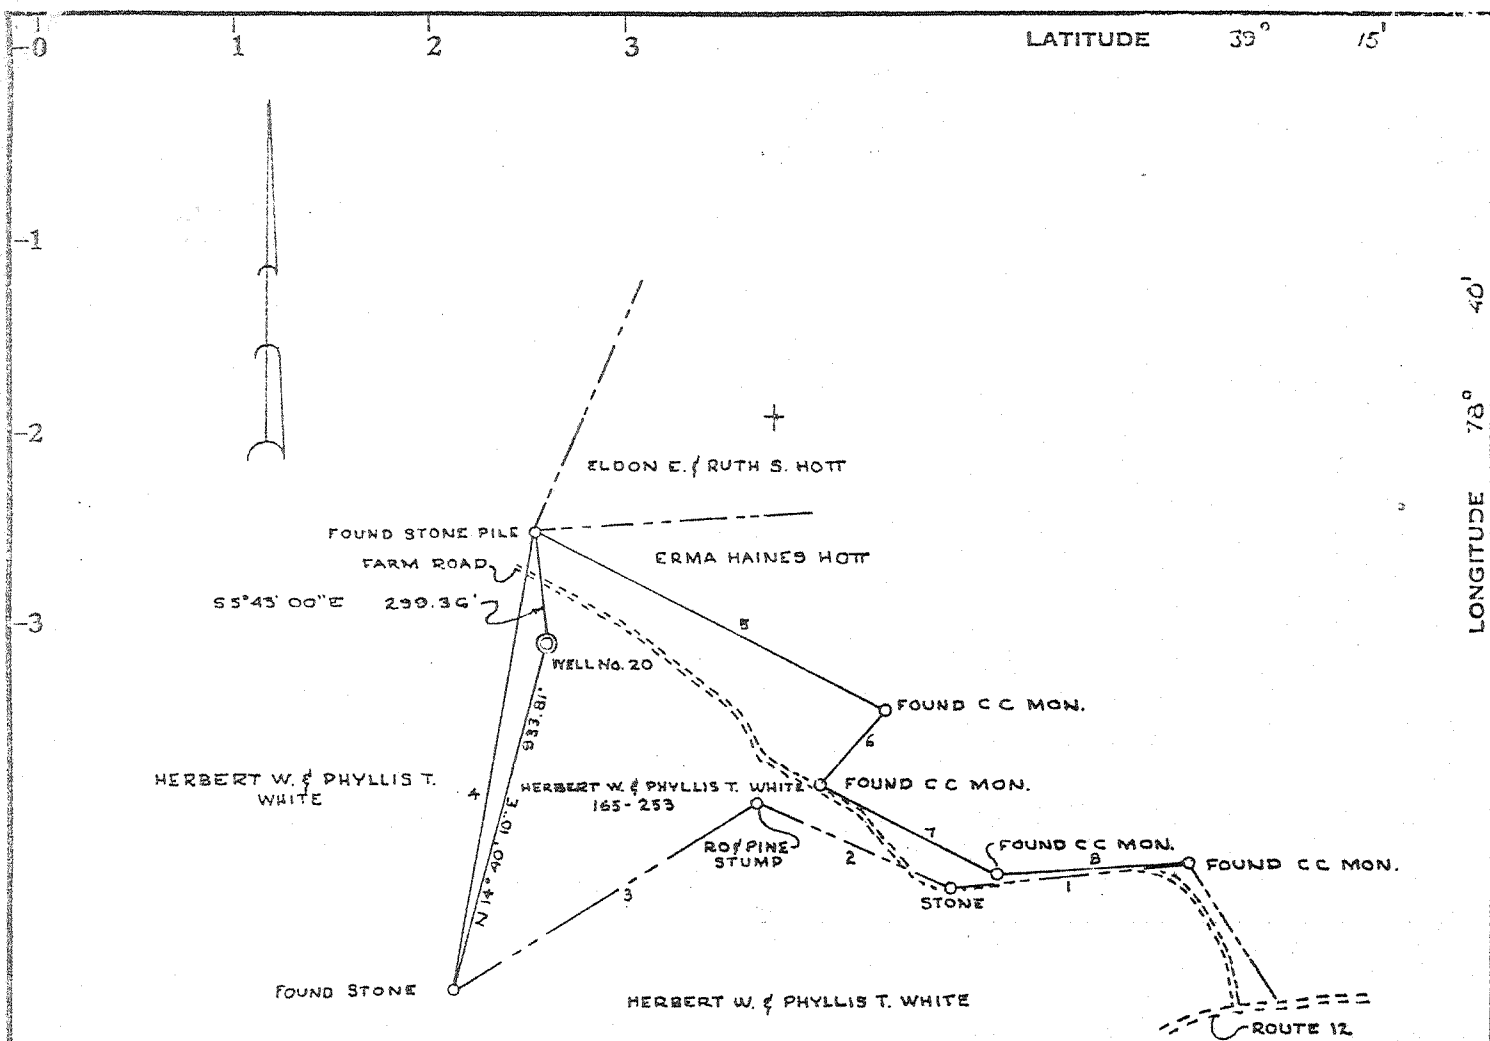 -0 1 2 3 LATITUDE 39° 15'
-1
-2
-3
LONGITUDE 78° 40'
ELDON E. & RUTH S. HOTT
FOUND STONE PILE
ERMA HAINES HOTT
FARM ROAD
S5°43'00"E 299.36'
5
WELL No. 20
FOUND C C MON.
933.81'
6
HERBERT W. & PHYLLIS T.
WHITE
4
HERBERT W. & PHYLLIS T. WHITE
165-253
FOUND C C MON.
N 14° 40' 10" E
RO & PINE
STUMP
2
7
FOUND C C MON.
8
FOUND C C MON.
3
STONE
1
FOUND STONE
HERBERT W. & PHYLLIS T. WHITE
ROUTE 12